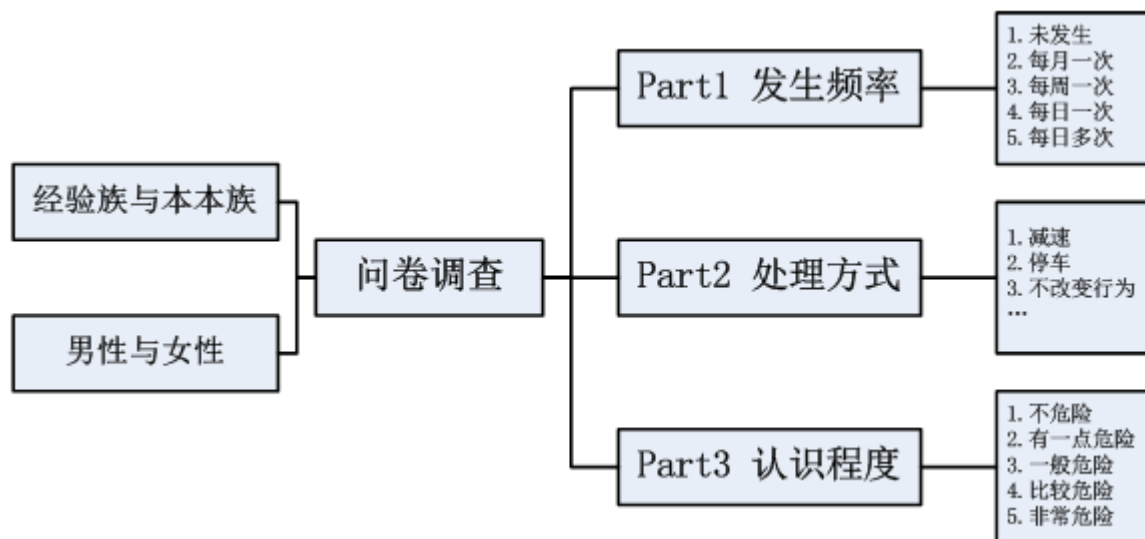 经验族与本本族
男性与女性
问卷调查
Part1 发生频率
1. 未发生
2. 每月一次
3. 每周一次
4. 每日一次
5. 每日多次
Part2 处理方式
1. 减速
2. 停车
3. 不改变行为
…
Part3 认识程度
1. 不危险
2. 有一点危险
3. 一般危险
4. 比较危险
5. 非常危险